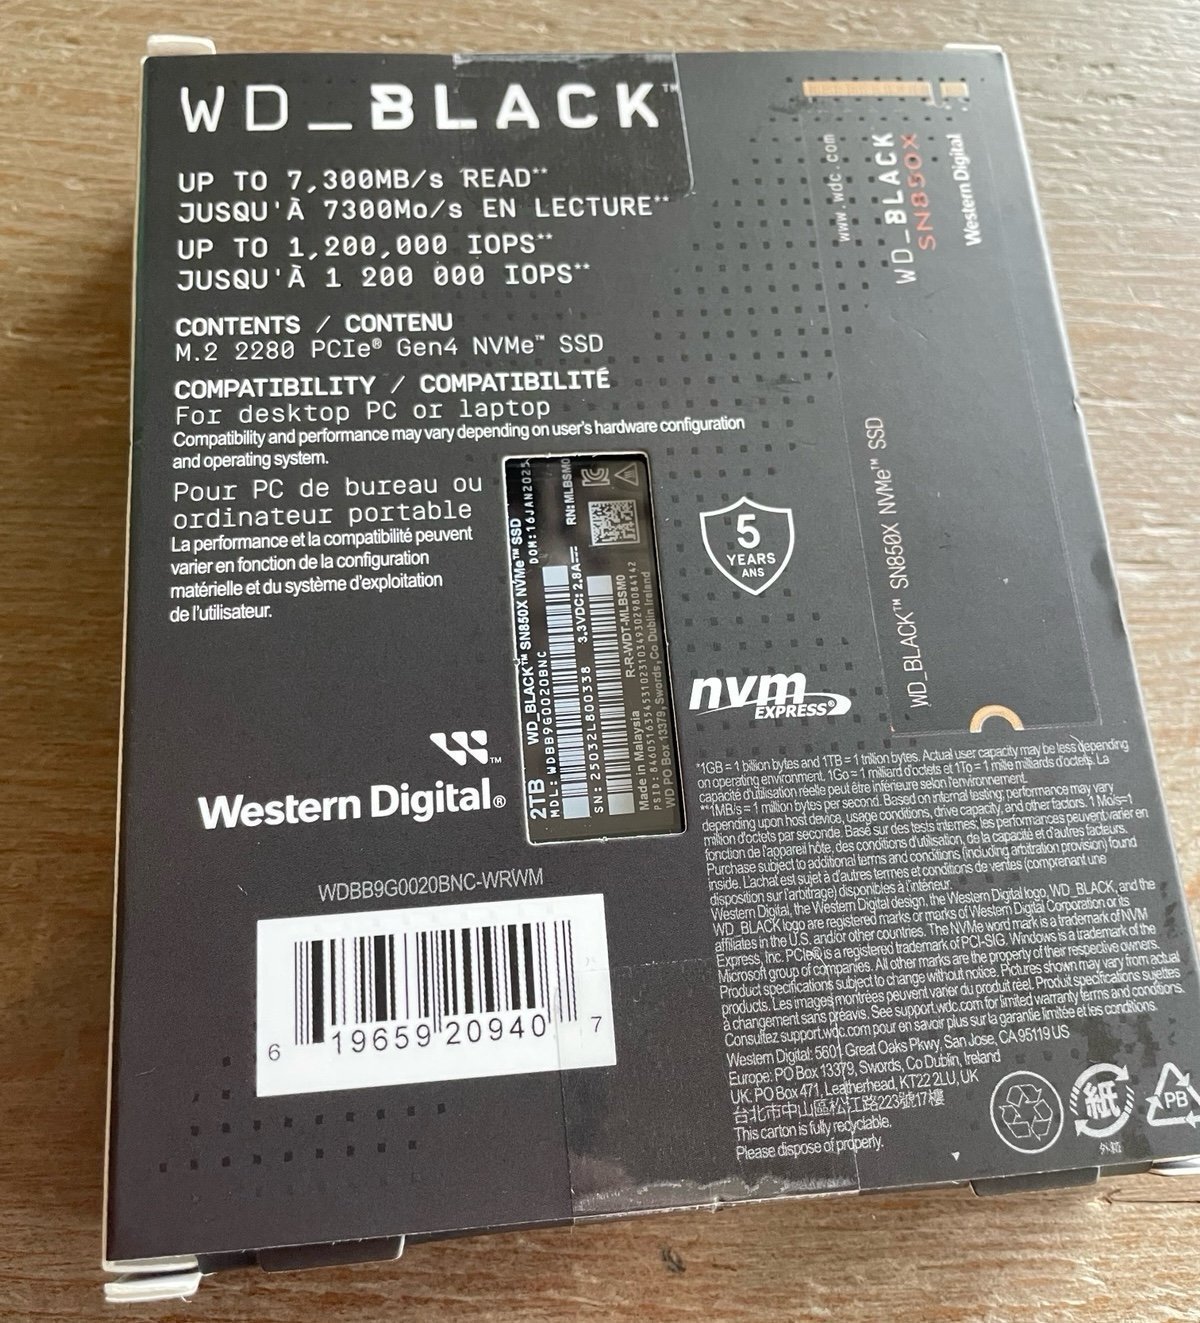 WD_BLACK™
UP TO 7,300MB/s READ**
JUSQU'À 7300Mo/s EN LECTURE**
UP TO 1,200,000 IOPS**
JUSQU'À 1 200 000 IOPS**
CONTENTS / CONTENU
M.2 2280 PCIe® Gen4 NVMe™ SSD
COMPATIBILITY / COMPATIBILITÉ
For desktop PC or laptop
Compatibility and performance may vary depending on user's hardware configuration
and operating system.
Pour PC de bureau ou
ordinateur portable
La performance et la compatibilité peuvent
varier en fonction de la configuration
matérielle et du système d'exploitation
de l'utilisateur.
www.wdc.com
WD_BLACK
SN850X
Western Digital
WD_BLACK™ SN850X NVMe™ SSD
2TB
WD_BLACK™ SN850X NVMe™ SSD
MDL: WDBB9G0020BNC
DOM: 16JAN2025
SN: 25032L800338
3.3VDC: 2.8A
RN: MLBSM0
R-R-WDT-MLBSM0
Made in Malaysia
WD PO Box 13379, Swords, Co Dublin Ireland
5
YEARS
ANS
nvm
EXPRESS®
Western Digital®
WDBB9G0020BNC-WRWM
6 19659 20940 7
*1GB = 1 billion bytes and 1TB = 1 trillion bytes. Actual user capacity may be less depending
on operating environment. 1Go = 1 milliard d'octets et 1To = 1 mille milliards d'octets. La
capacité d'utilisation réelle peut être inférieure selon l'environnement.
**1MB/s = 1 million bytes per second. Based on internal testing; performance may vary
depending upon host device, usage conditions, drive capacity, and other factors. 1 Mo/s=1
million d'octets par seconde. Basé sur des tests internes; les performances peuvent varier en
fonction de l'appareil hôte, des conditions d'utilisation, de la capacité et d'autres facteurs.
Purchase subject to additional terms and conditions (including arbitration provision) found
inside. L'achat est sujet à d'autres termes et conditions de ventes (comprenant une
disposition sur l'arbitrage) disponibles à l'intérieur.
Western Digital, the Western Digital design, the Western Digital logo, WD_BLACK, and the
WD_BLACK logo are registered marks or marks of Western Digital Corporation or its
affiliates in the U.S. and/or other countries. The NVMe word mark is a trademark of NVM
Express, Inc. PCIe® is a registered trademark of PCI-SIG. Windows is a trademark of the
Microsoft group of companies. All other marks are the property of their respective owners.
Product specifications subject to change without notice. Pictures shown may vary from actual
products. Les images montrées peuvent varier du produit réel. Produit specifications sujettes
à changement sans préavis. See support.wdc.com for limited warranty terms and conditions.
Consultez support.wdc.com pour en savoir plus sur la garantie limitée et les conditions.
Western Digital: 5601 Great Oaks Pkwy, San Jose, CA 95119 US
Europe: PO Box 13379, Swords, Co Dublin, Ireland
UK: PO Box 471, Leatherhead, KT22 2LU, UK
台北市中山區松江路223號17樓
This carton is fully recyclable.
Please dispose of properly.
紙
外箱
PB